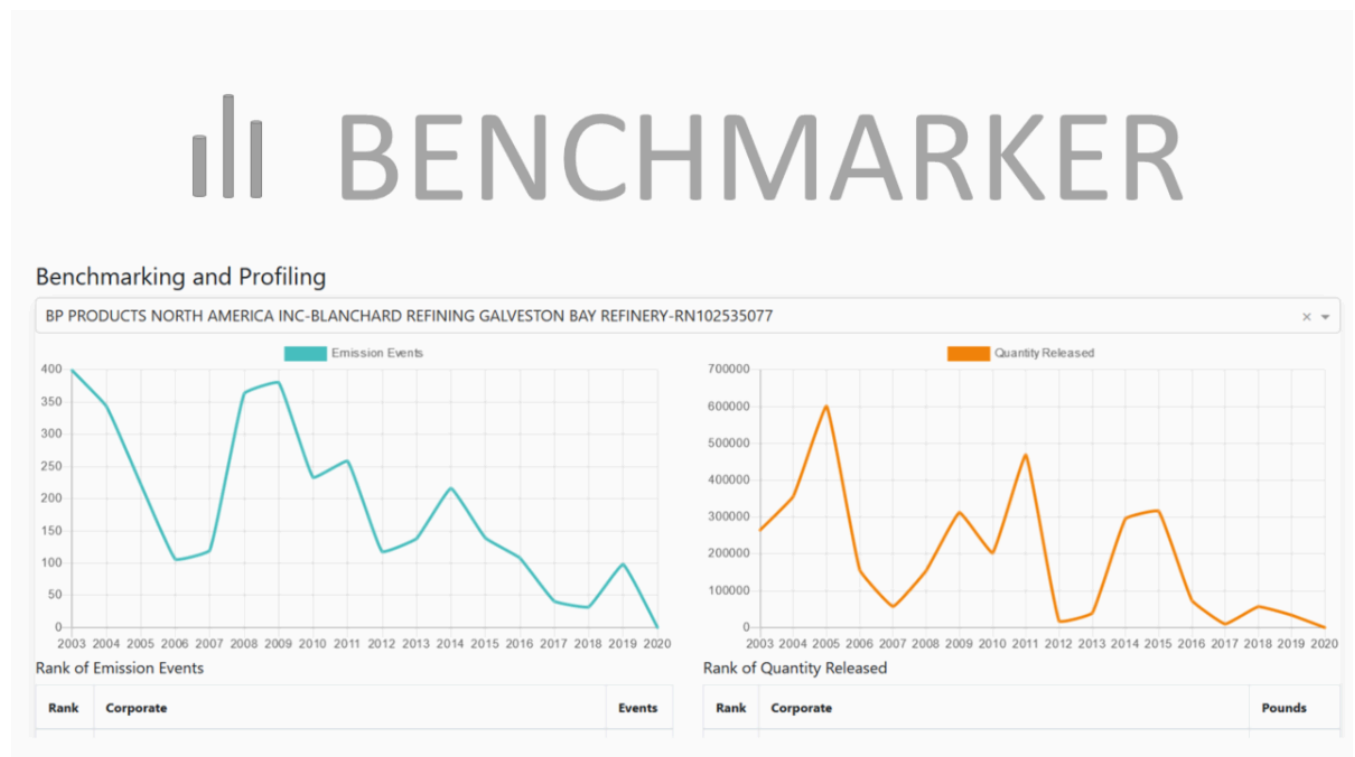 BENCHMARKER
Benchmarking and Profiling
BP PRODUCTS NORTH AMERICA INC-BLANCHARD REFINING GALVESTON BAY REFINERY-RN102535077 ×
Emission Events
400
350
300
250
200
150
100
50
0
2003 2004 2005 2006 2007 2008 2009 2010 2011 2012 2013 2014 2015 2016 2017 2018 2019 2020
Rank of Emission Events
Rank Corporate Events
Quantity Released
700000
600000
500000
400000
300000
200000
100000
0
2003 2004 2005 2006 2007 2008 2009 2010 2011 2012 2013 2014 2015 2016 2017 2018 2019 2020
Rank of Quantity Released
Rank Corporate Pounds